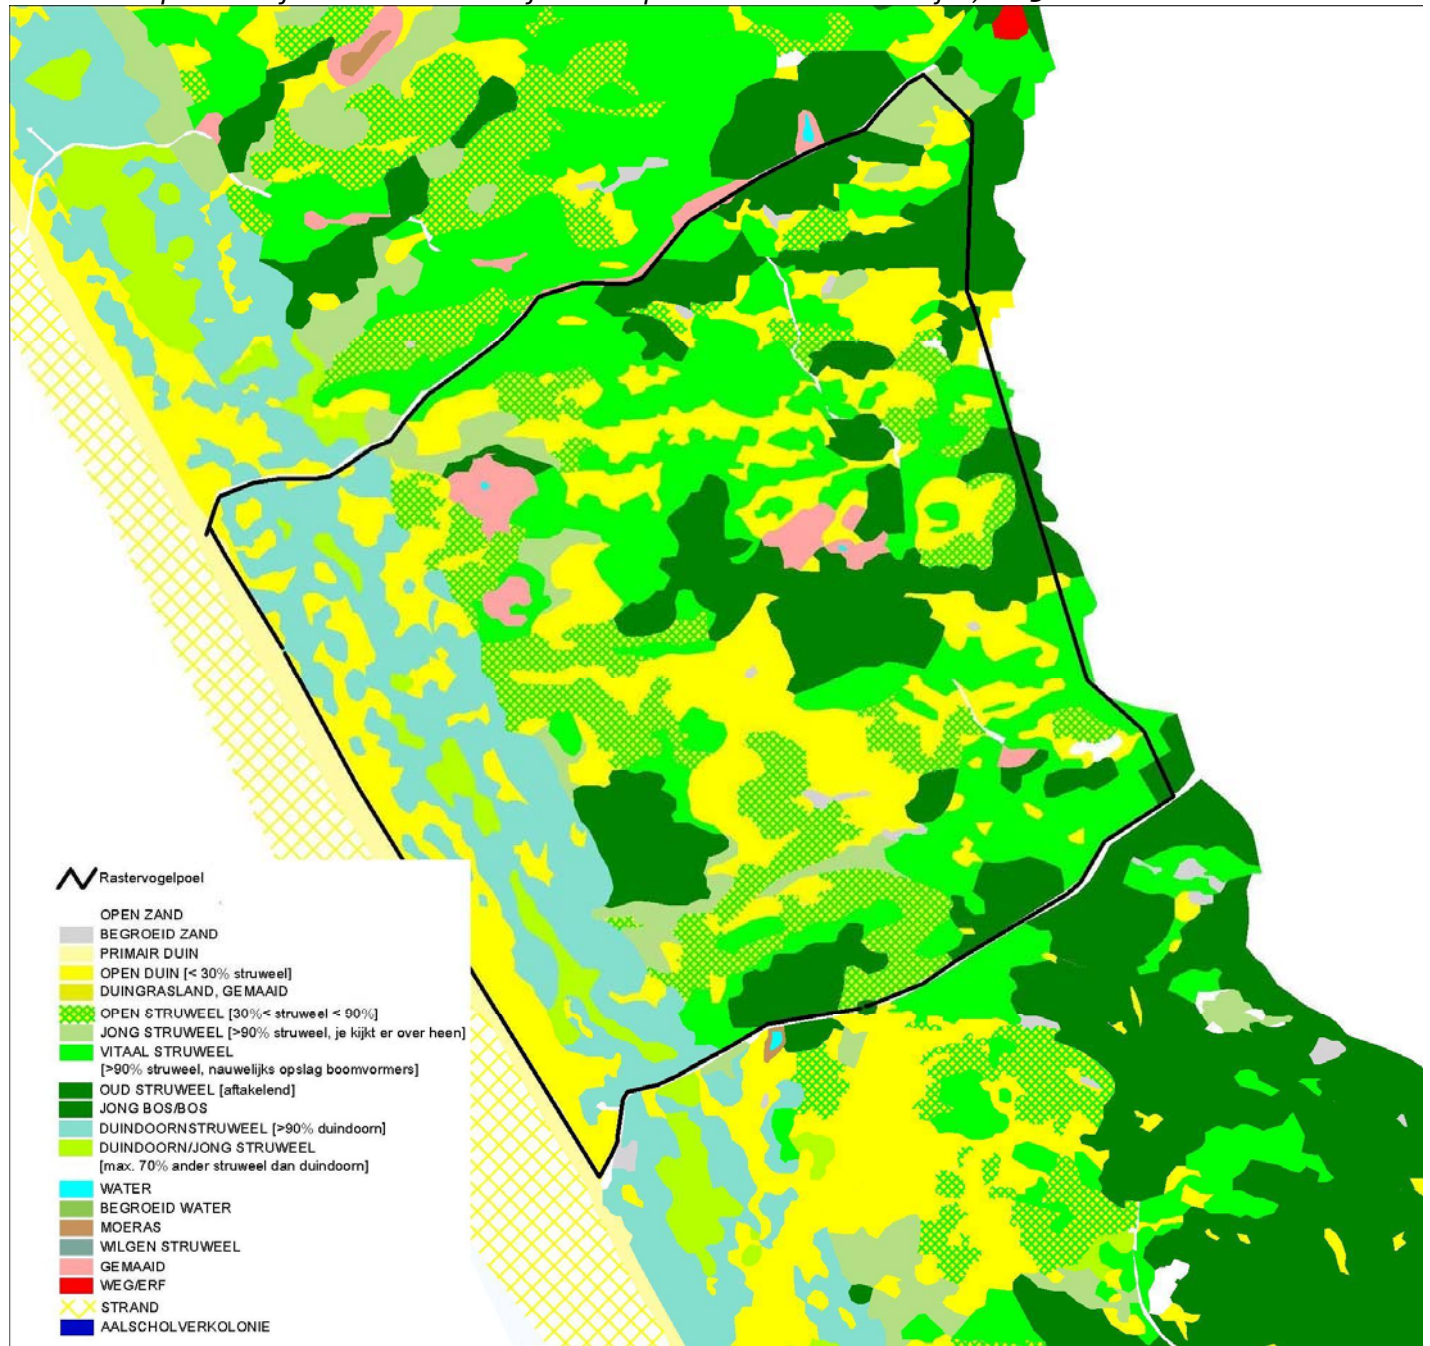 Rastervogelpoel
OPEN ZAND
BEGROEID ZAND
PRIMAIR DUIN
OPEN DUIN [< 30% struweel]
DUINGRASLAND, GEMAAID
OPEN STRUWEEL [30%< struweel < 90%]
JONG STRUWEEL [>90% struweel, je kijkt er over heen]
VITAAL STRUWEEL
[>90% struweel, nauwelijks opslag boomvormers]
OUD STRUWEEL [aftakelend]
JONG BOS/BOS
DUINDOORNSTRUWEEL [>90% duindoorn]
DUINDOORN/JONG STRUWEEL
[max. 70% ander struweel dan duindoorn]
WATER
BEGROEID WATER
MOERAS
WILGEN STRUWEEL
GEMAAID
WEG/ERF
STRAND
AALSCHOLVERKOLONIE